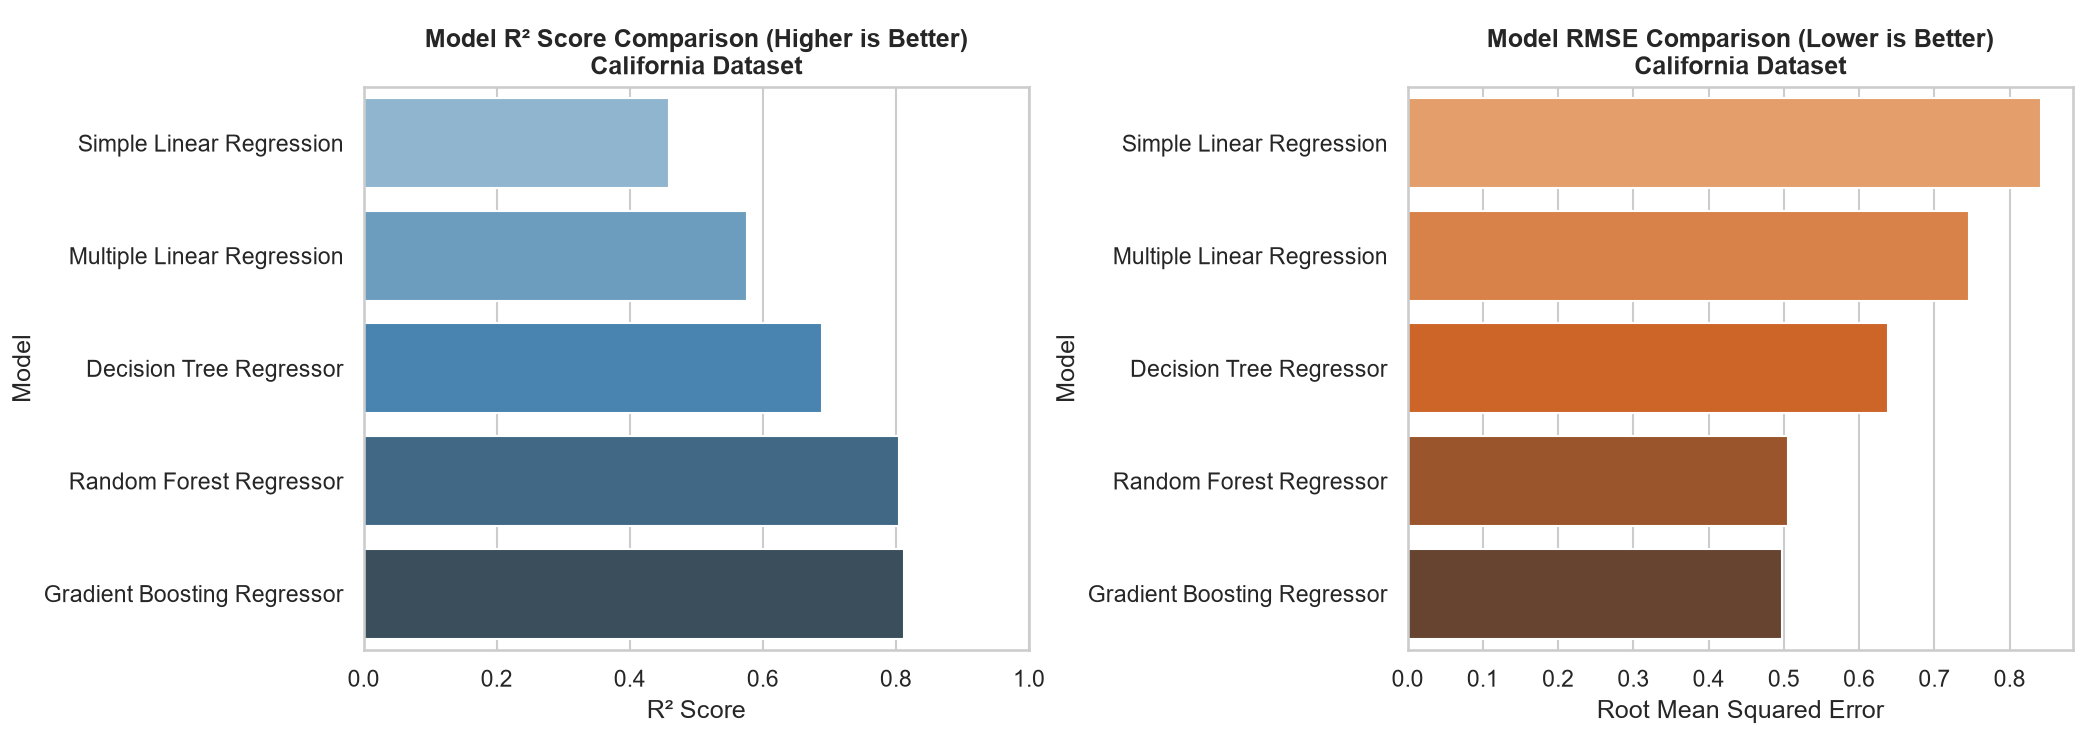 Model R² Score Comparison (Higher is Better)
California Dataset
Model
Simple Linear Regression
Multiple Linear Regression
Decision Tree Regressor
Random Forest Regressor
Gradient Boosting Regressor
0.0 0.2 0.4 0.6 0.8 1.0
R² Score
Model RMSE Comparison (Lower is Better)
California Dataset
Model
Simple Linear Regression
Multiple Linear Regression
Decision Tree Regressor
Random Forest Regressor
Gradient Boosting Regressor
0.0 0.1 0.2 0.3 0.4 0.5 0.6 0.7 0.8
Root Mean Squared Error